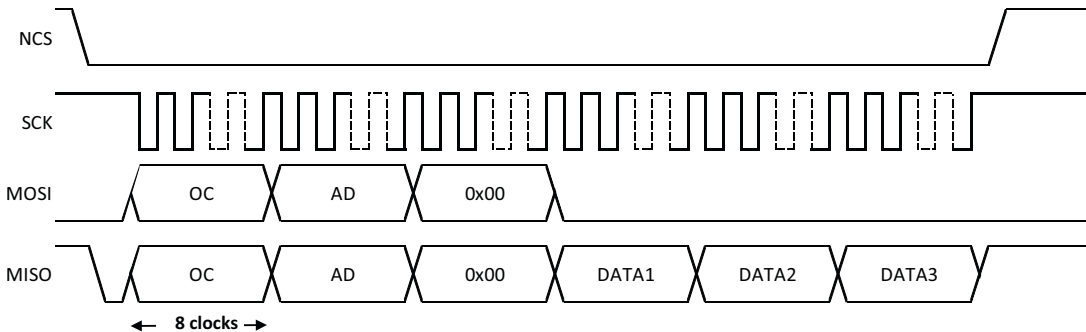 NCS
SCK
MOSI OC AD 0x00
MISO OC AD 0x00 DATA1 DATA2 DATA3
8 clocks